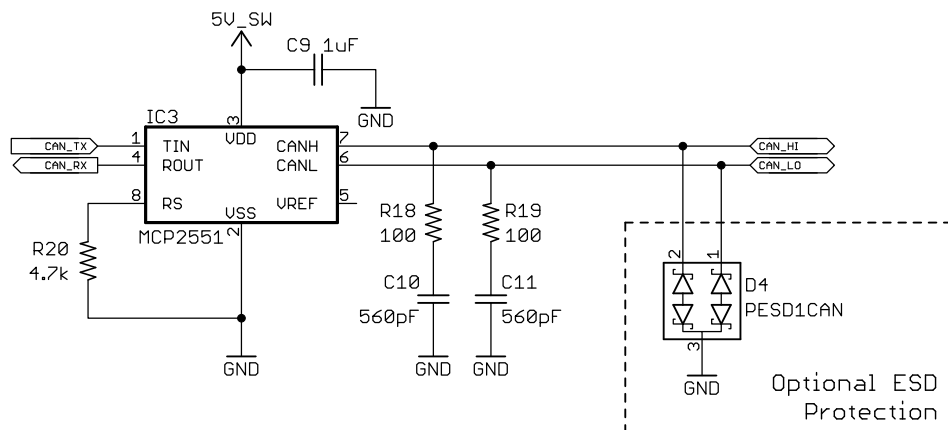 5V_SW
C9 1uF
GND
IC3
3
VDD
CAN_TX
1
TIN
CANH
7
CAN_HI
CAN_RX
4
ROUT
CANL
6
CAN_LO
8
RS
VREF
5
VSS
2
MCP2551
R18
100
R19
100
R20
4.7k
C10
560pF
C11
560pF
GND
GND
GND
2
1
D4
PESD1CAN
3
GND
Optional ESD
Protection